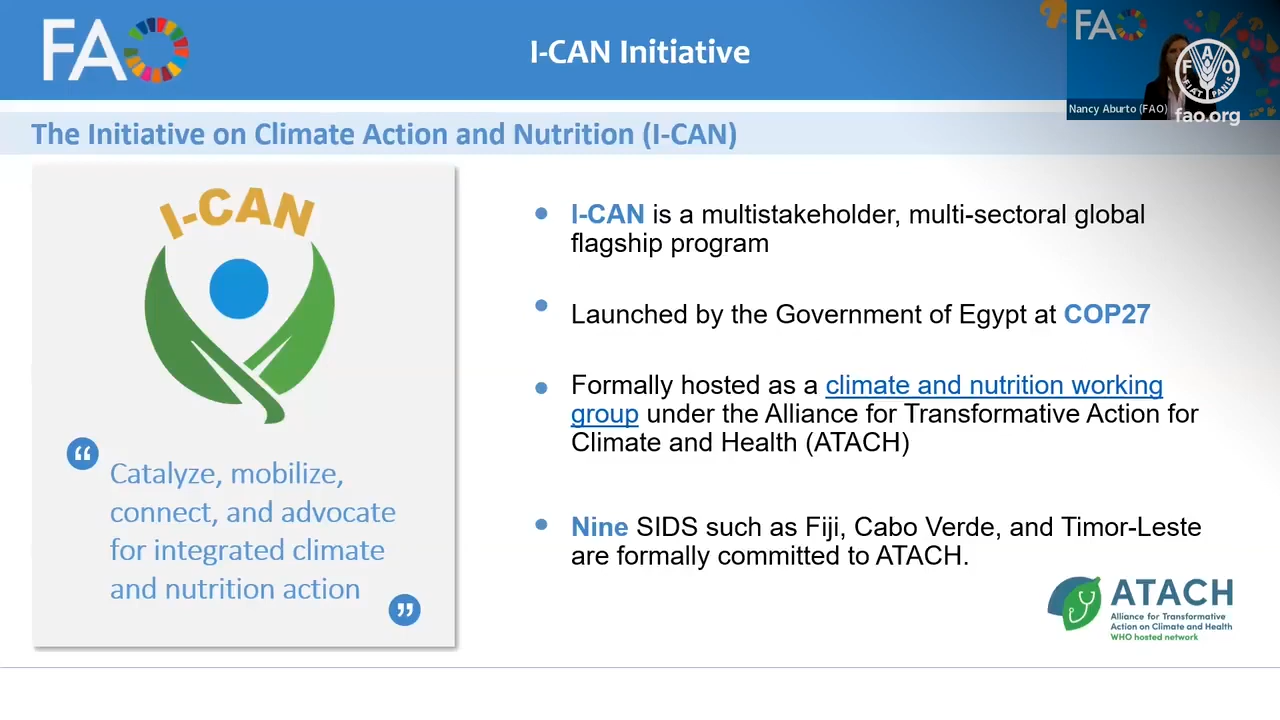 FAO
I-CAN Initiative
FAO
Nancy Aburto (FAO)
F A O
FIAT PANIS
fao.org
The Initiative on Climate Action and Nutrition (I-CAN)
I-CAN
“
Catalyze, mobilize,
connect, and advocate
for integrated climate
and nutrition action
”
• I-CAN is a multistakeholder, multi-sectoral global
flagship program
• Launched by the Government of Egypt at COP27
• Formally hosted as a climate and nutrition working
group under the Alliance for Transformative Action for
Climate and Health (ATACH)
• Nine SIDS such as Fiji, Cabo Verde, and Timor-Leste
are formally committed to ATACH.
ATACH
Alliance for Transformative
Action on Climate and Health
WHO hosted network